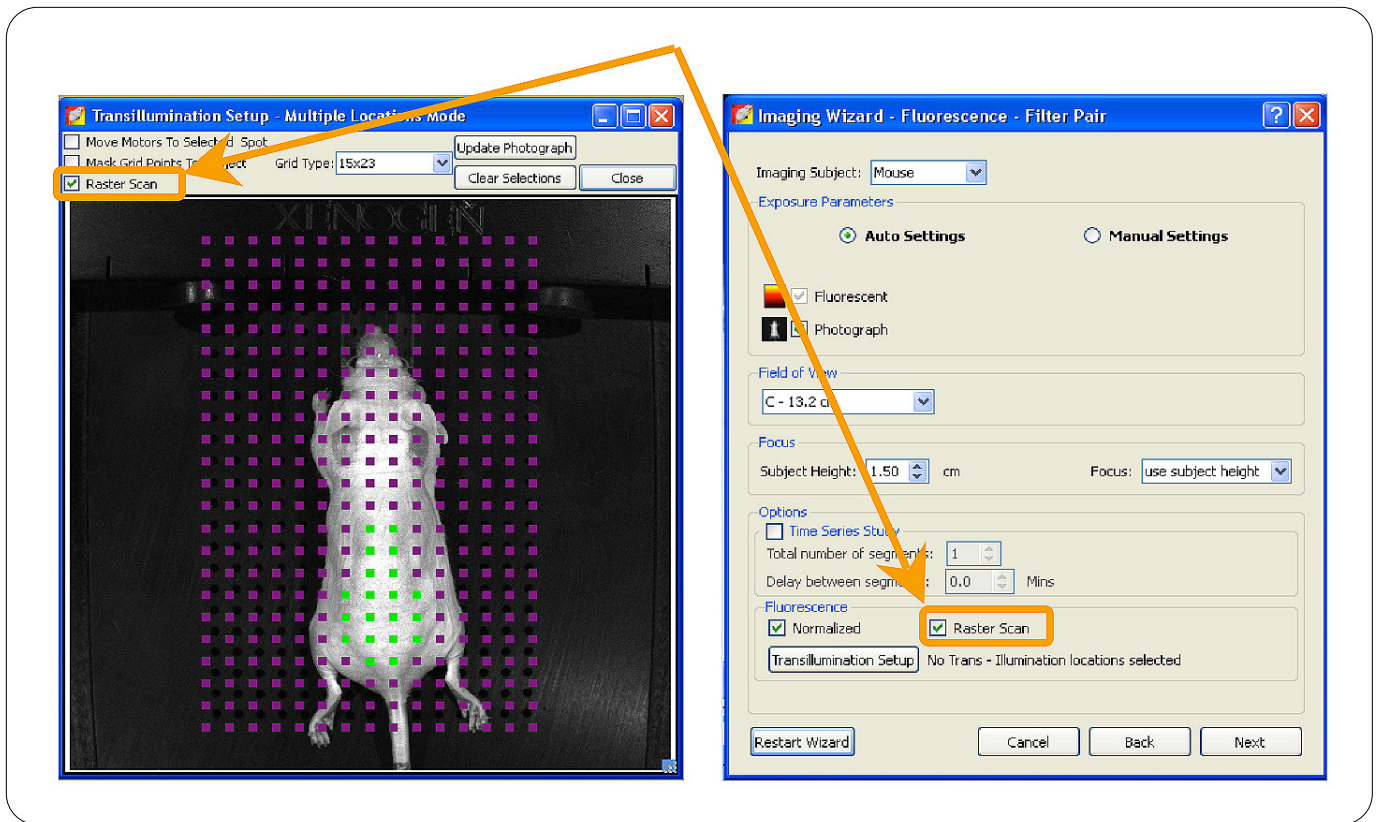 Transillumination Setup - Multiple Locations Mode
Move Motors To Selected Spot
Update Photograph
Mask Grid Points To Subject
Grid Type: 15x23
Raster Scan
Clear Selections
Close
XENOGEN
Imaging Wizard - Fluorescence - Filter Pair
Imaging Subject: Mouse
Exposure Parameters
Auto Settings Manual Settings
Fluorescent
Photograph
Field of View
C - 13.2 cm
Focus
Subject Height: 1.50 cm Focus: use subject height
Options
Time Series Study
Total number of segments: 1
Delay between segments: 0.0 Mins
Fluorescence
Normalized Raster Scan
Transillumination Setup No Trans - Illumination locations selected
Restart Wizard Cancel Back Next